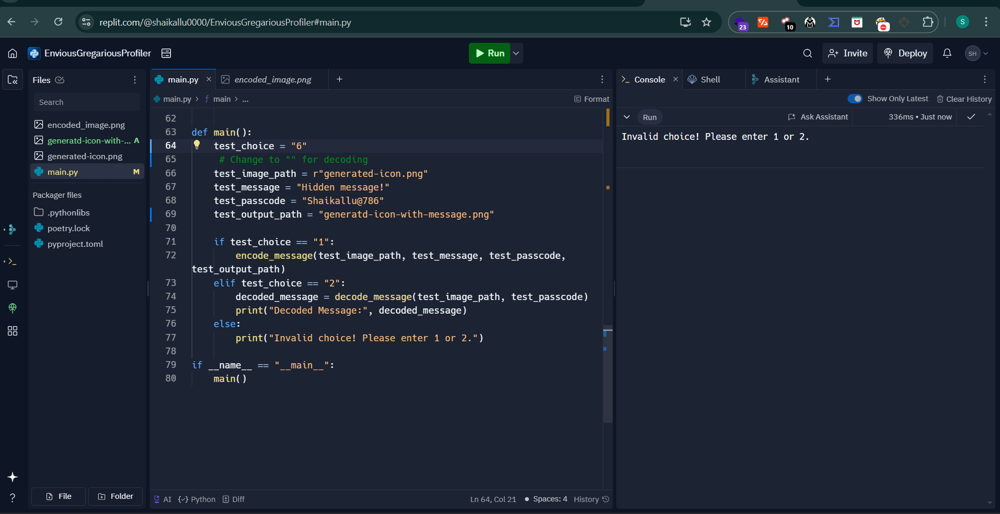 replit.com/@shaikallu0000/EnviousGregariousProfiler#main.py
23
10
S
EnviousGregariousProfiler
Run
Invite
Deploy
SH
Files
Search
encoded_image.png
generatd-icon-with-... A
generated-icon.png
main.py M
Packager files
.pythonlibs
poetry.lock
pyproject.toml
File
Folder
main.py
encoded_image.png
main.py > f main > ...
Format
62
63 def main():
64 test_choice = "6"
65 # Change to "" for decoding
66 test_image_path = r"generated-icon.png"
67 test_message = "Hidden message!"
68 test_passcode = "Shaikallu@786"
69 test_output_path = "generatd-icon-with-message.png"
70
71 if test_choice == "1":
72 encode_message(test_image_path, test_message, test_passcode,
test_output_path)
73 elif test_choice == "2":
74 decoded_message = decode_message(test_image_path, test_passcode)
75 print("Decoded Message:", decoded_message)
76 else:
77 print("Invalid choice! Please enter 1 or 2.")
78
79 if __name__ == "__main__":
80 main()
AI
Python
Diff
Ln 64, Col 21
Spaces: 4
History
Console
Shell
Assistant
Show Only Latest
Clear History
Run
Ask Assistant
336ms • Just now
Invalid choice! Please enter 1 or 2.